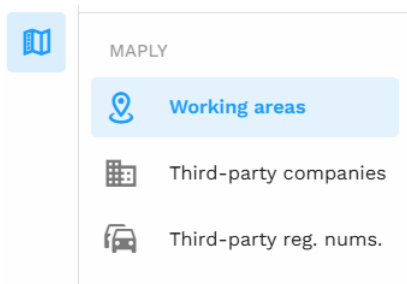 MAPLY
Working areas
Third-party companies
Third-party reg. nums.